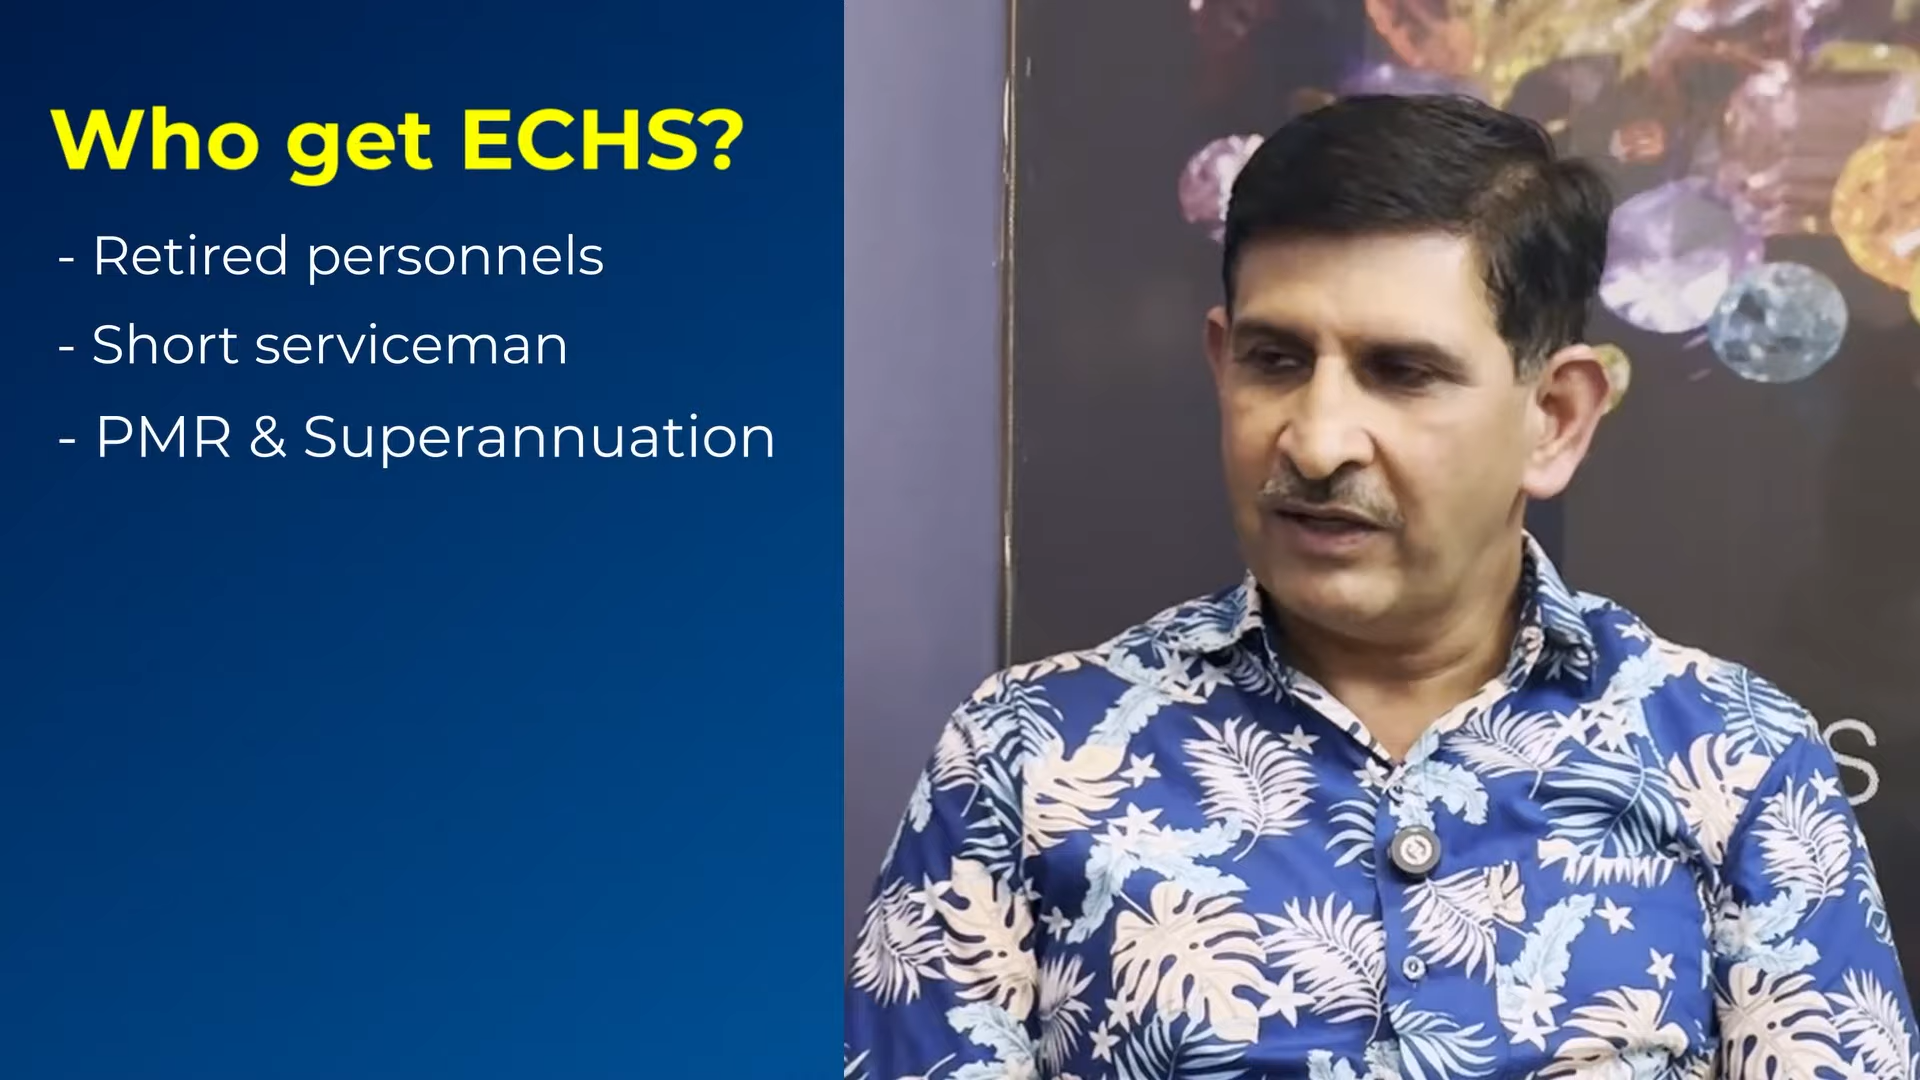 Who get ECHS?
- Retired personnels
- Short serviceman
- PMR & Superannuation
S